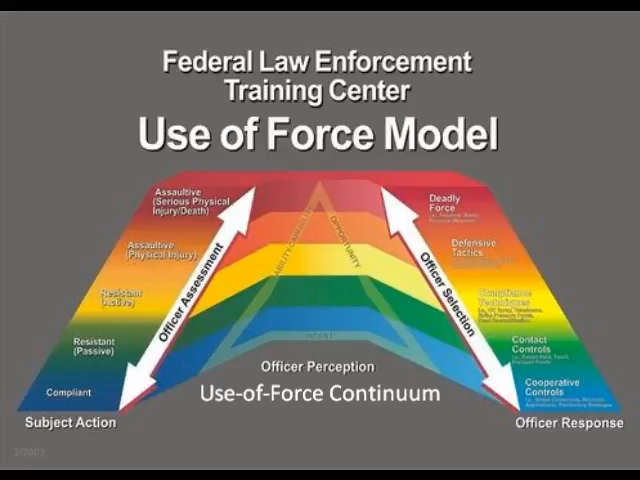 Federal Law Enforcement
Training Center
Use of Force Model
Assaultive
(Serious Physical
Injury/Death)
Assaultive
(Physical Injury)
Resistant
(Active)
Resistant
(Passive)
Compliant
Subject Action
Officer Assessment
OPPORTUNITY
INTENT
Officer Perception
Use-of-Force Continuum
Officer Selection
Deadly
Force
Defensive
Tactics
Compliance
Techniques
Contact
Controls
Cooperative
Controls
Officer Response